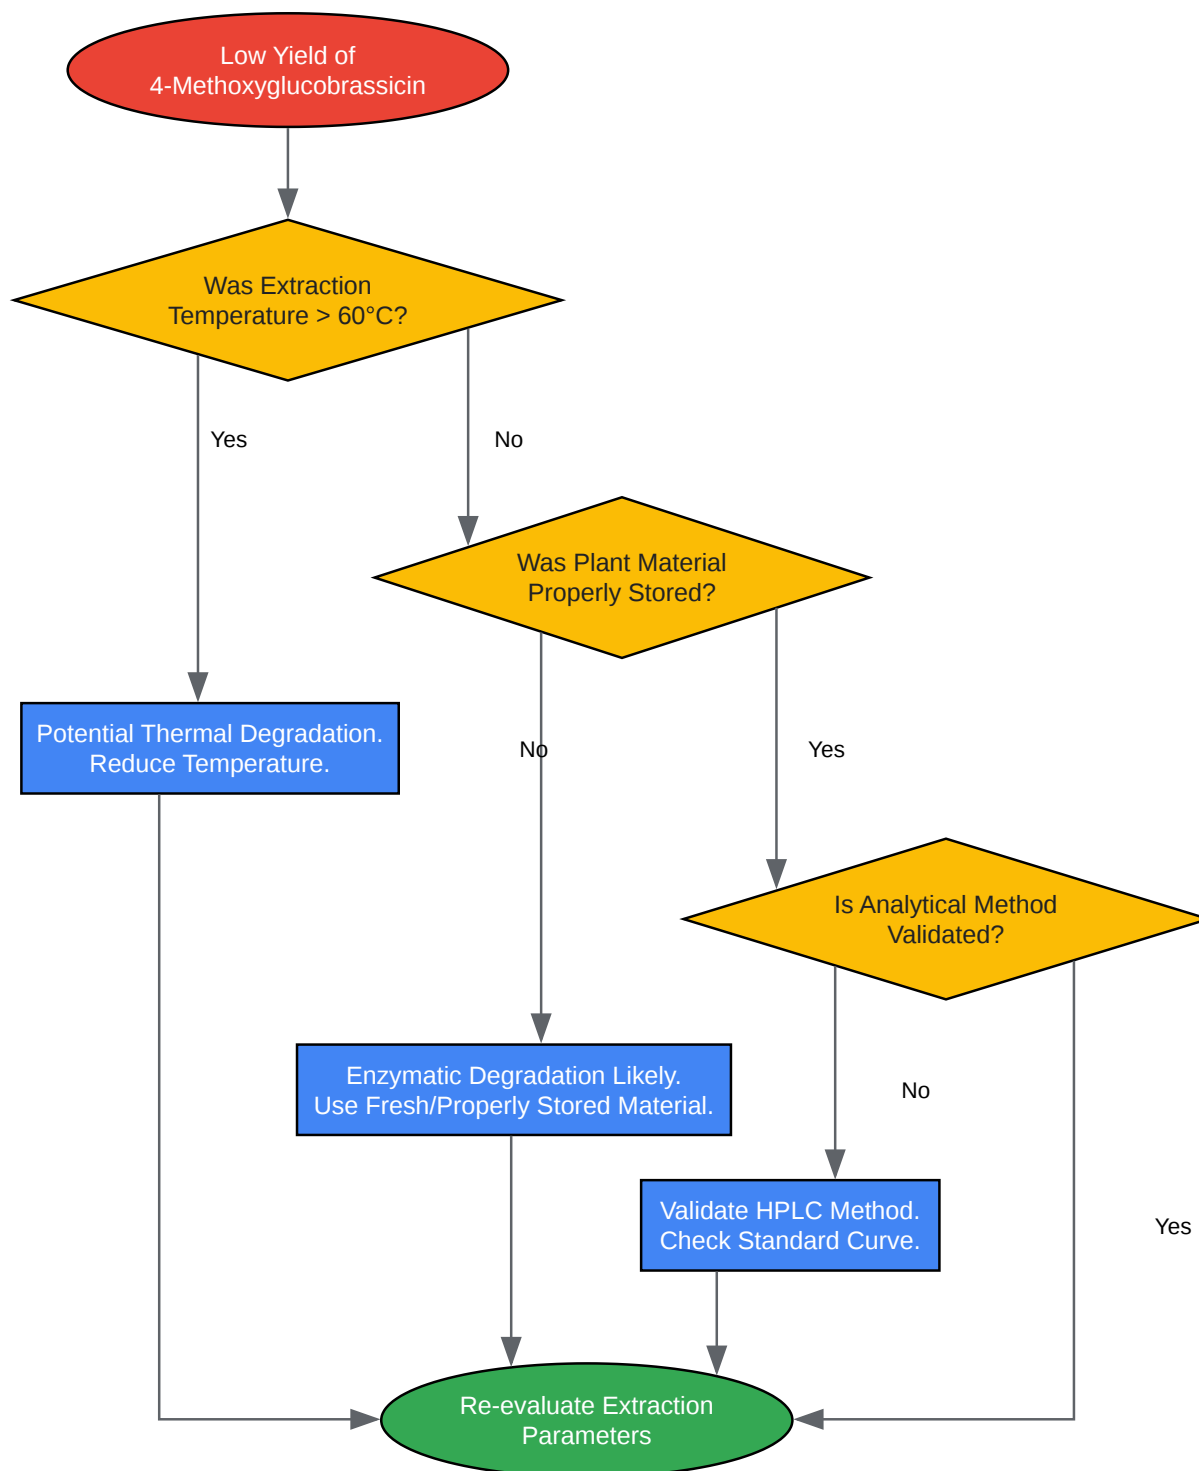 Low Yield of
4-Methoxyglucobrassicin
Was Extraction
Temperature > 60°C?
Yes
No
Was Plant Material
Properly Stored?
Potential Thermal Degradation.
Reduce Temperature.
No
Yes
Is Analytical Method
Validated?
Enzymatic Degradation Likely.
Use Fresh/Properly Stored Material.
No
Validate HPLC Method.
Check Standard Curve.
Yes
Re-evaluate Extraction
Parameters